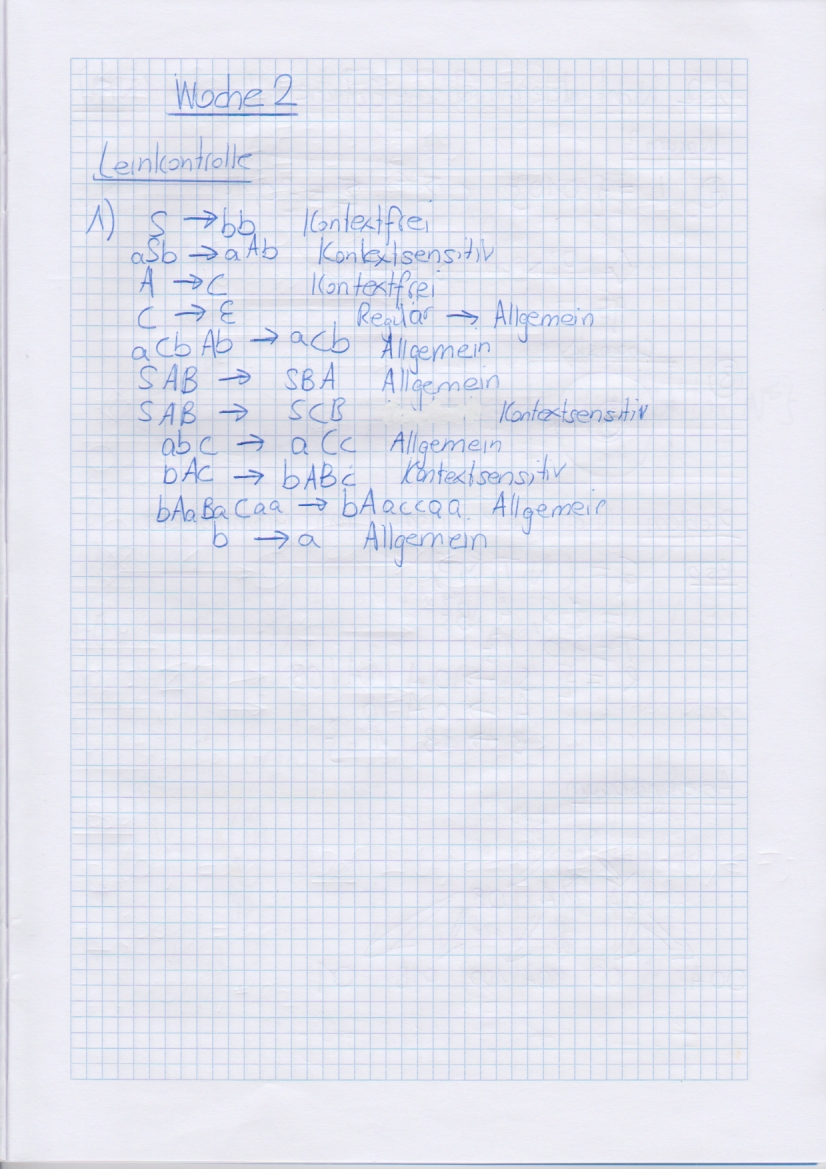 Woche 2
Leinkontrolle
1) S → bb Kontextfrei
aSb → aAb Kontextsensitiv
A → C Kontextfrei
C → ε Regulär → Allgemein
aCbAb → aCb Allgemein
SAB → SBA Allgemein
SAB → SCB Kontextsensitiv
abc → aCc Allgemein
bAc → bABc Kontextsensitiv
bAaBaCaa → bAaccaa Allgemein
b → a Allgemein